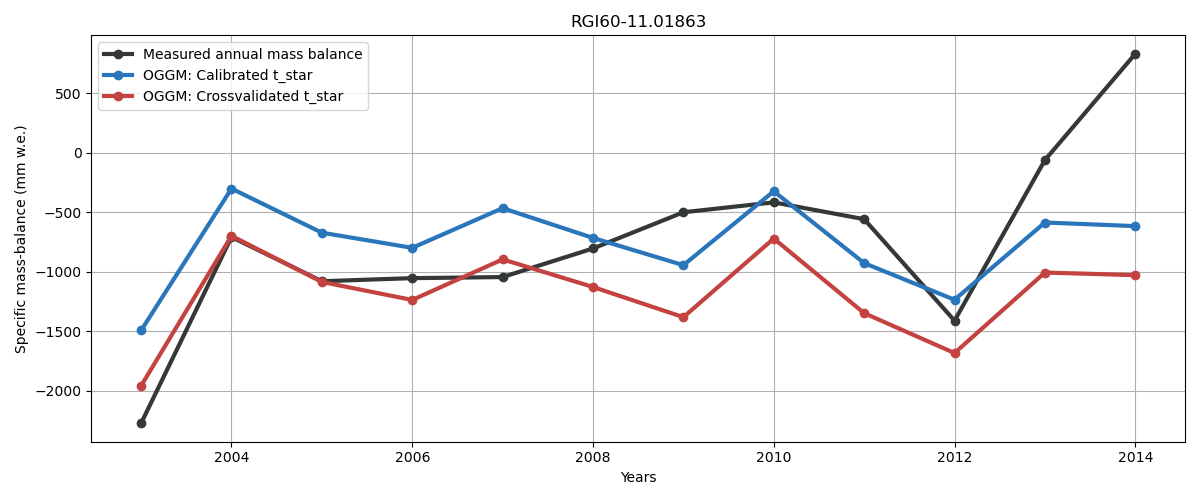 RGI60-11.01863
Measured annual mass balance
OGGM: Calibrated t_star
OGGM: Crossvalidated t_star
Specific mass-balance (mm w.e.)
500
0
−500
−1000
−1500
−2000
2004 2006 2008 2010 2012 2014
Years